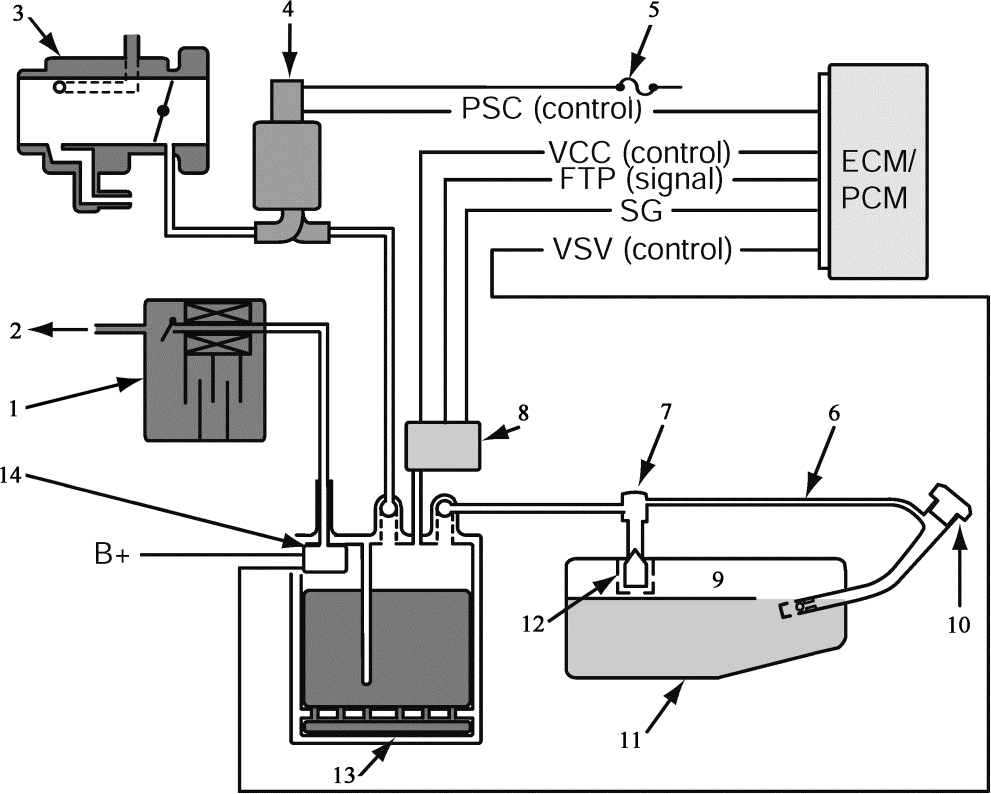 3
4
5
PSC (control)
VCC (control)
FTP (signal)
SG
VSV (control)
ECM/
PCM
2
1
8
7
6
14
B+
9
12
10
11
13